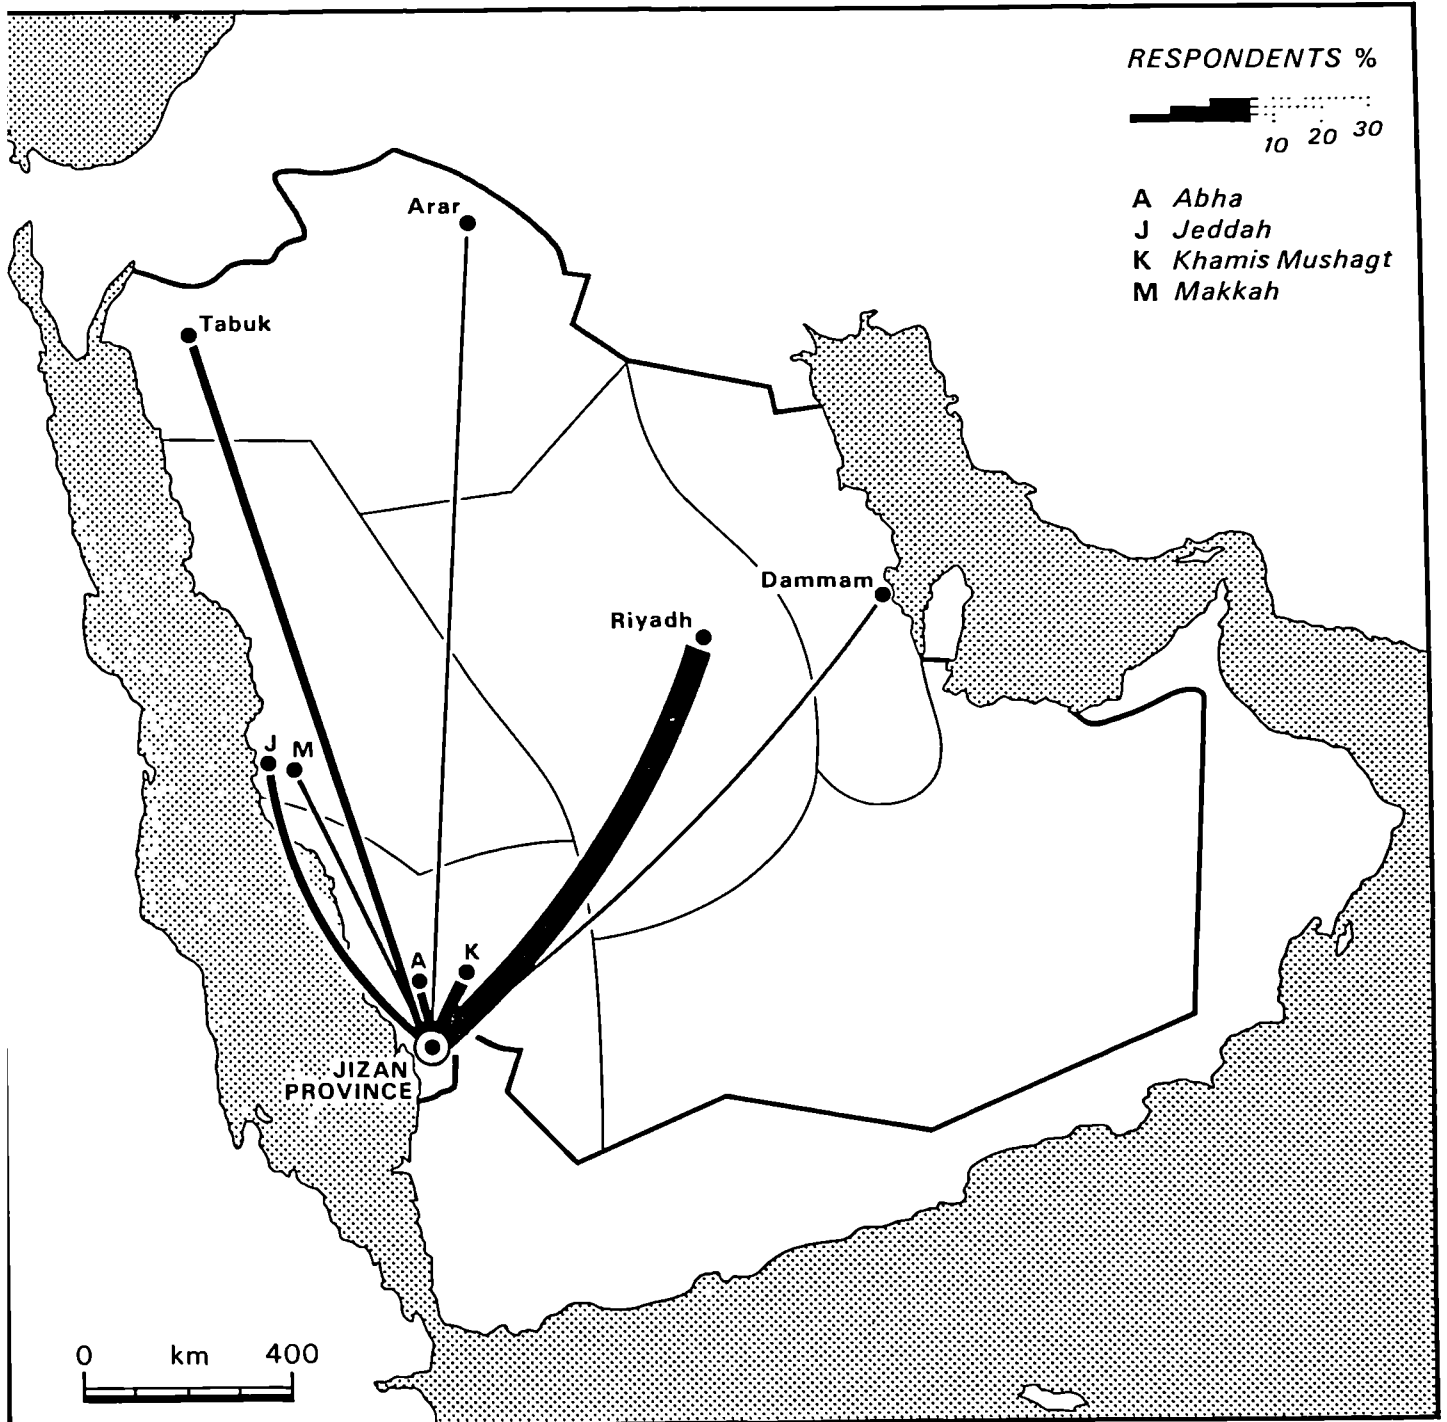 RESPONDENTS %
10 20 30
A Abha
J Jeddah
K Khamis Mushagt
M Makkah
Arar
Tabuk
Dammam
Riyadh
J M
A K
JIZAN
PROVINCE
0 km 400